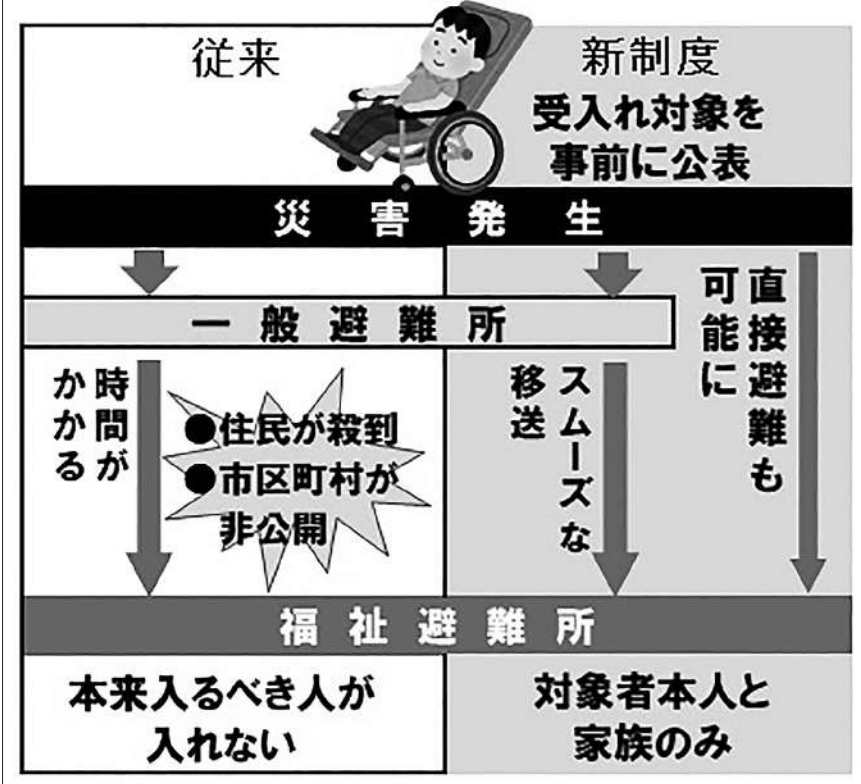 従来
新制度
受入れ対象を
事前に公表
災害発生
一般避難所
時間が
かかる
●住民が殺到
●市区町村が
非公開
スムーズな
移送
直接避難も
可能に
福祉避難所
本来入るべき人が
入れない
対象者本人と
家族のみ